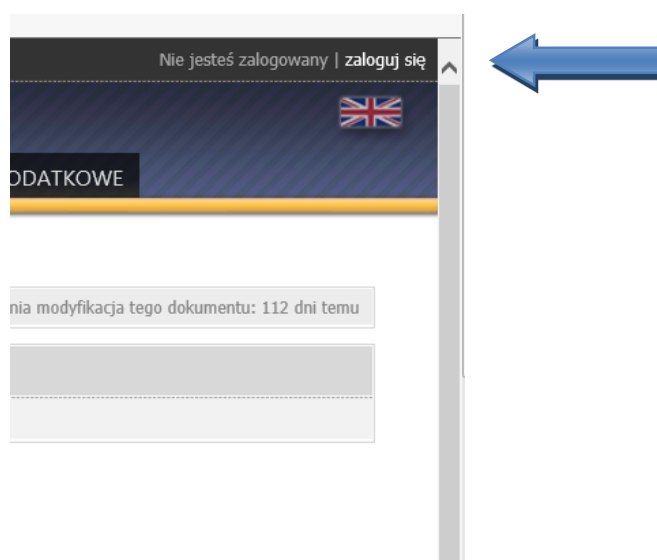 Nie jesteś zalogowany | zaloguj się
ODATKOWE
nia modyfikacja tego dokumentu: 112 dni temu